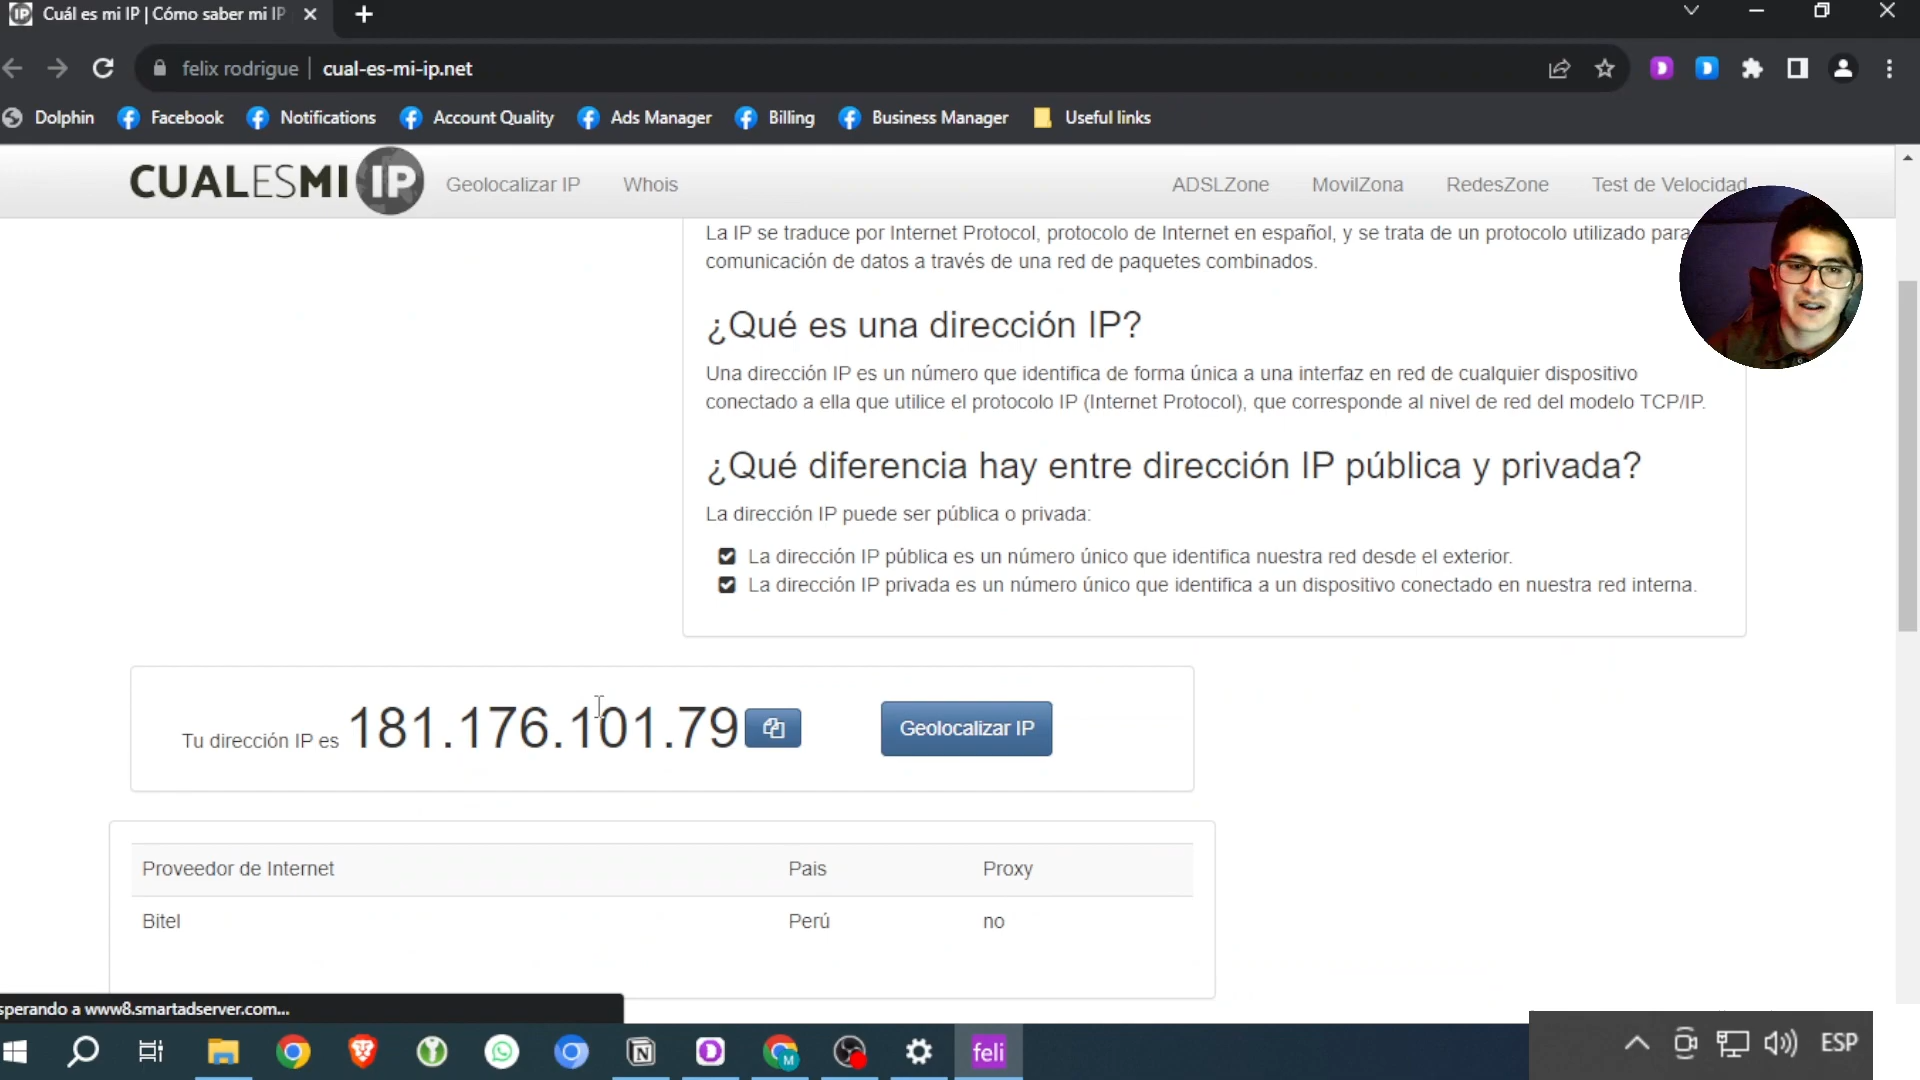 Cuál es mi IP | Cómo saber mi IP
felix rodrigue | cual-es-mi-ip.net
Dolphin Facebook Notifications Account Quality Ads Manager Billing Business Manager Useful links
CUALESMI IP Geolocalizar IP Whois ADSLZone MovilZona RedesZone Test de Velocidad
La IP se traduce por Internet Protocol, protocolo de Internet en español, y se trata de un protocolo utilizado para
comunicación de datos a través de una red de paquetes combinados.
¿Qué es una dirección IP?
Una dirección IP es un número que identifica de forma única a una interfaz en red de cualquier dispositivo
conectado a ella que utilice el protocolo IP (Internet Protocol), que corresponde al nivel de red del modelo TCP/IP.
¿Qué diferencia hay entre dirección IP pública y privada?
La dirección IP puede ser pública o privada:
La dirección IP pública es un número único que identifica nuestra red desde el exterior.
La dirección IP privada es un número único que identifica a un dispositivo conectado en nuestra red interna.
Tu dirección IP es 181.176.101.79 Geolocalizar IP
Proveedor de Internet Pais Proxy
Bitel Perú no
sperando a www8.smartadserver.com...
feli ESP